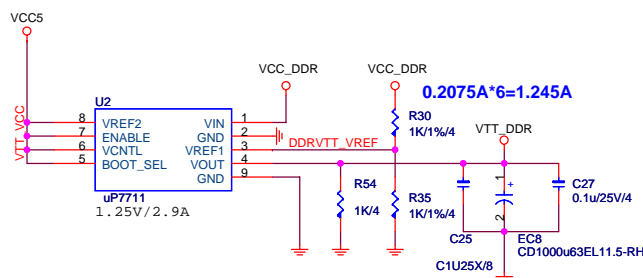 VCC5
VCC_DDR
VCC_DDR
0.2075A*6=1.245A
U2
VTT_VCC
8 VREF2 VIN 1
7 ENABLE GND 2
6 VCNTL VREF1 3 DDRVTT_VREF
5 BOOT_SEL VOUT 4
GND 9
uP7711
1.25V/2.9A
R30
1K/1%/4
VTT_DDR
R54
1K/4
R35
1K/1%/4
C25
C1U25X/8
1
+
2
EC8
CD1000u63EL11.5-RH
C27
0.1u/25V/4